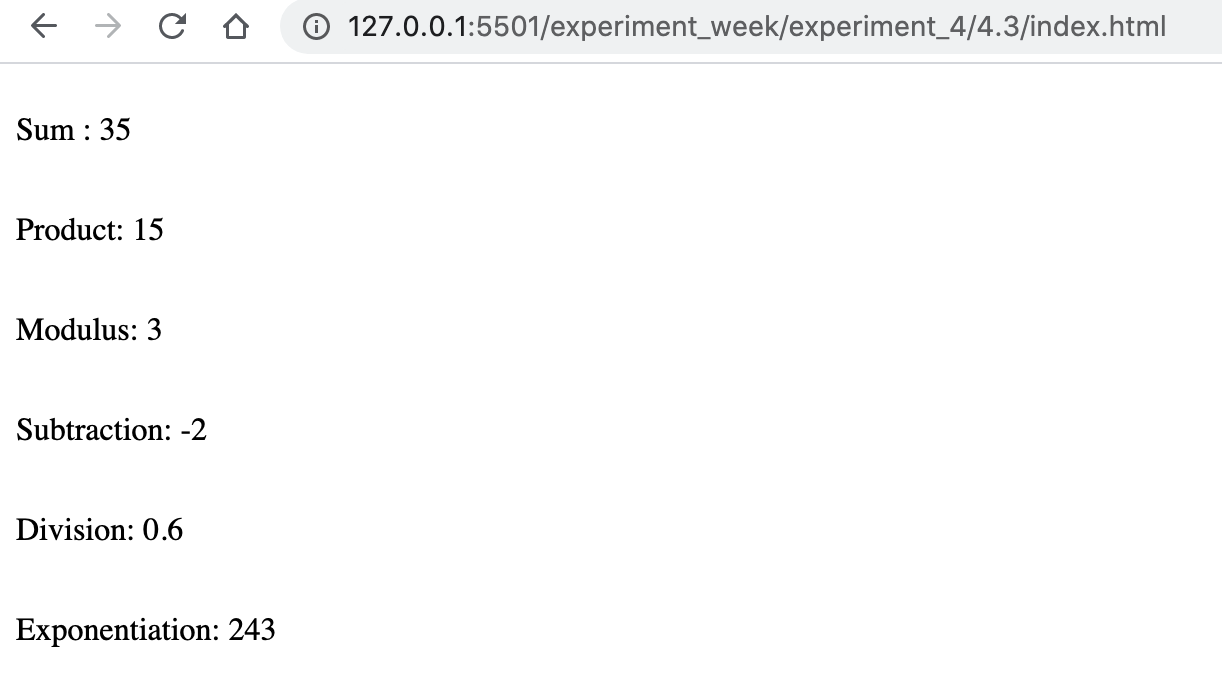 127.0.0.1:5501/experiment_week/experiment_4/4.3/index.html
Sum : 35
Product: 15
Modulus: 3
Subtraction: -2
Division: 0.6
Exponentiation: 243